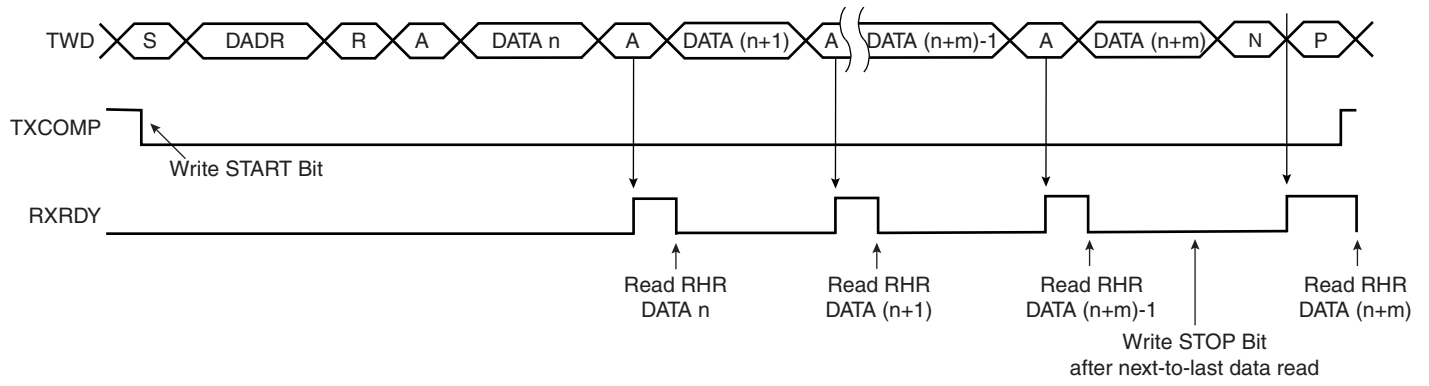 TWD S DADR R A DATA n A DATA (n+1) A DATA (n+m)-1 A DATA (n+m) N P
TXCOMP
Write START Bit
RXRDY
Read RHR
DATA n
Read RHR
DATA (n+1)
Read RHR
DATA (n+m)-1
Read RHR
DATA (n+m)
Write STOP Bit
after next-to-last data read